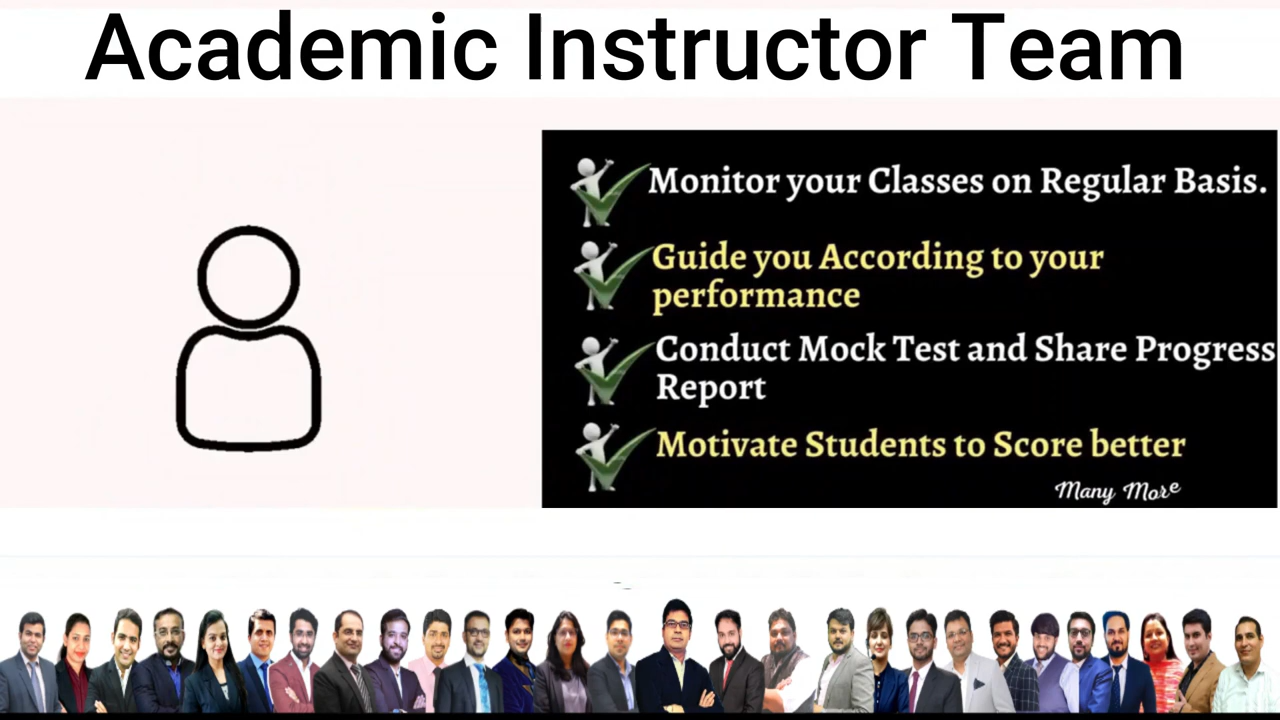 Academic Instructor Team
Monitor your Classes on Regular Basis.
Guide you According to your
performance
Conduct Mock Test and Share Progress
Report
Motivate Students to Score better
Many More